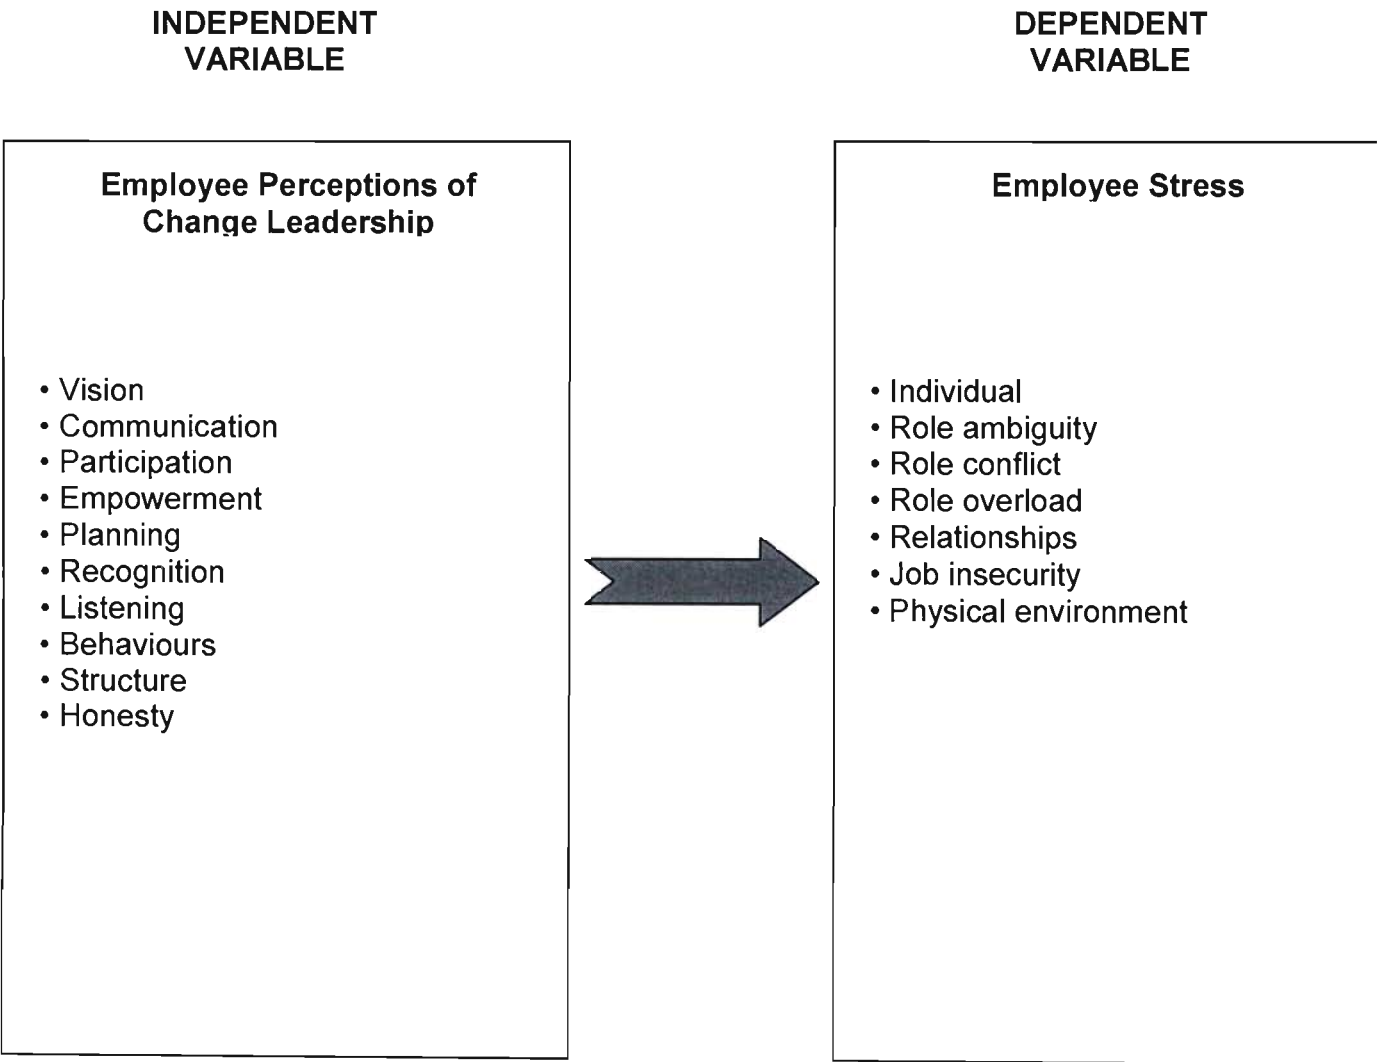 INDEPENDENT
VARIABLE
Employee Perceptions of
Change Leadership
• Vision
• Communication
• Participation
• Empowerment
• Planning
• Recognition
• Listening
• Behaviours
• Structure
• Honesty
DEPENDENT
VARIABLE
Employee Stress
• Individual
• Role ambiguity
• Role conflict
• Role overload
• Relationships
• Job insecurity
• Physical environment